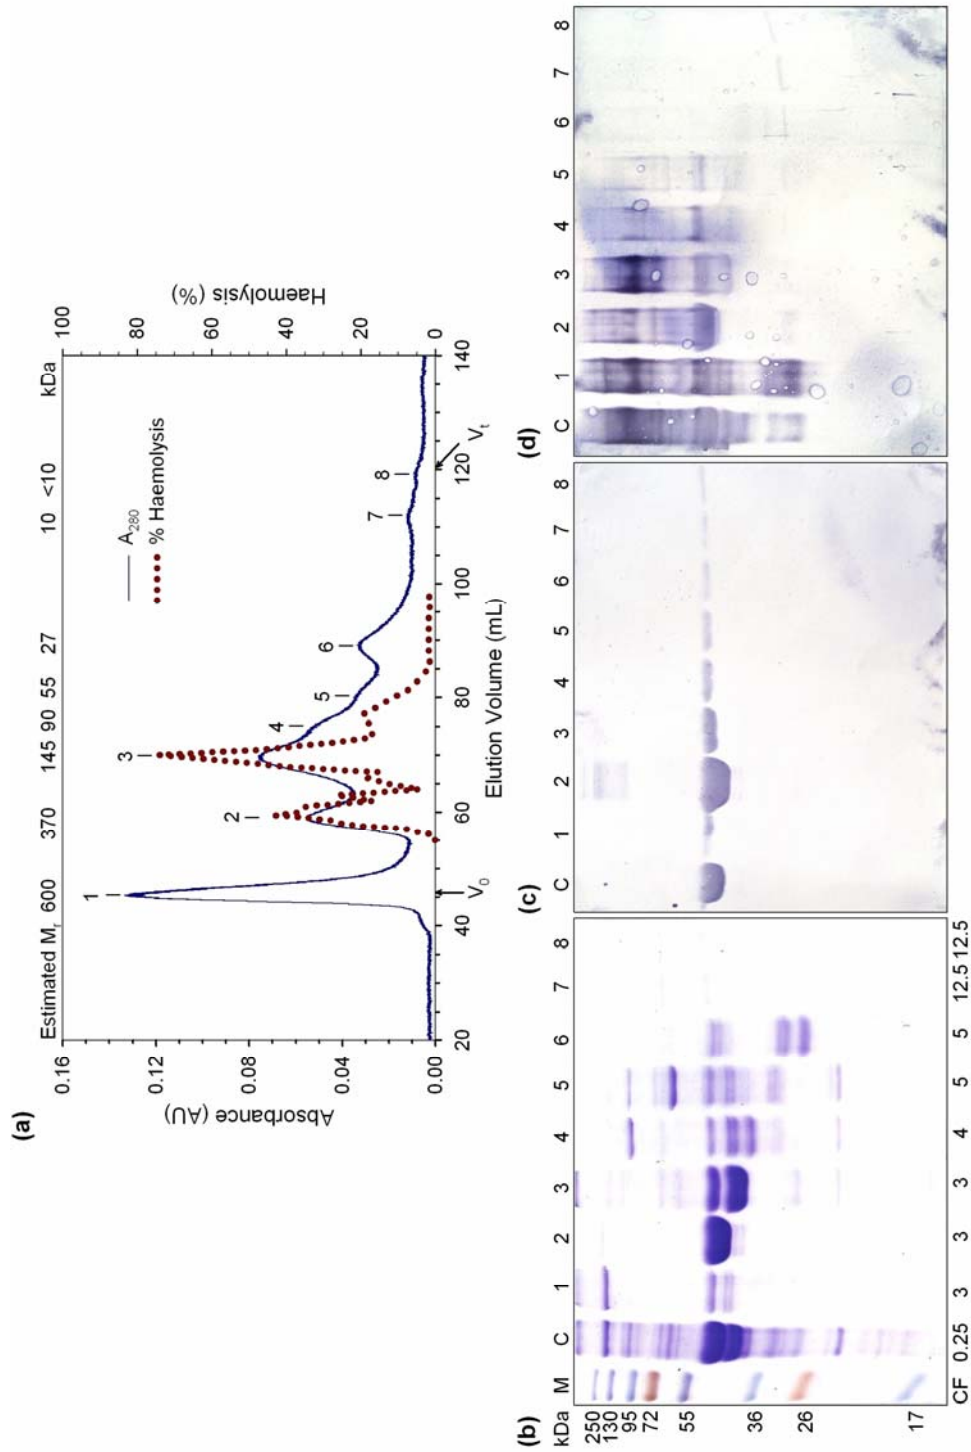 (a)
Estimated Mr 600 370 145 90 55 27 10 <10 kDa
0.16
0.12
0.08
0.04
0.00
Absorbance (AU)
100
80
60
40
20
0
Haemolysis (%)
A280
% Haemolysis
1
2
3
4
5
6
7
8
V0
Vt
20 40 60 80 100 120 140
Elution Volume (mL)
(b)
kDa M C 1 2 3 4 5 6 7 8
250
130
95
72
55
36
26
17
CF 0.25 3 3 3 4 5 5 12.5 12.5
(c)
C 1 2 3 4 5 6 7 8
(d)
C 1 2 3 4 5 6 7 8